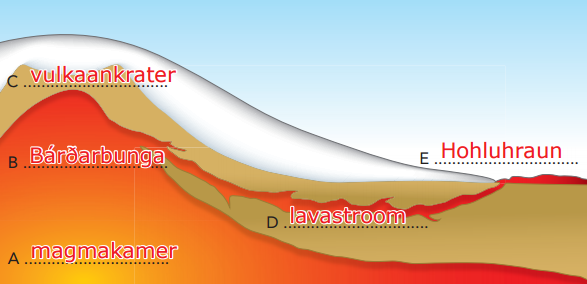 C vulkaankrater
B Bárðarbunga
E Hohluhraun
D lavastroom
A magmakamer